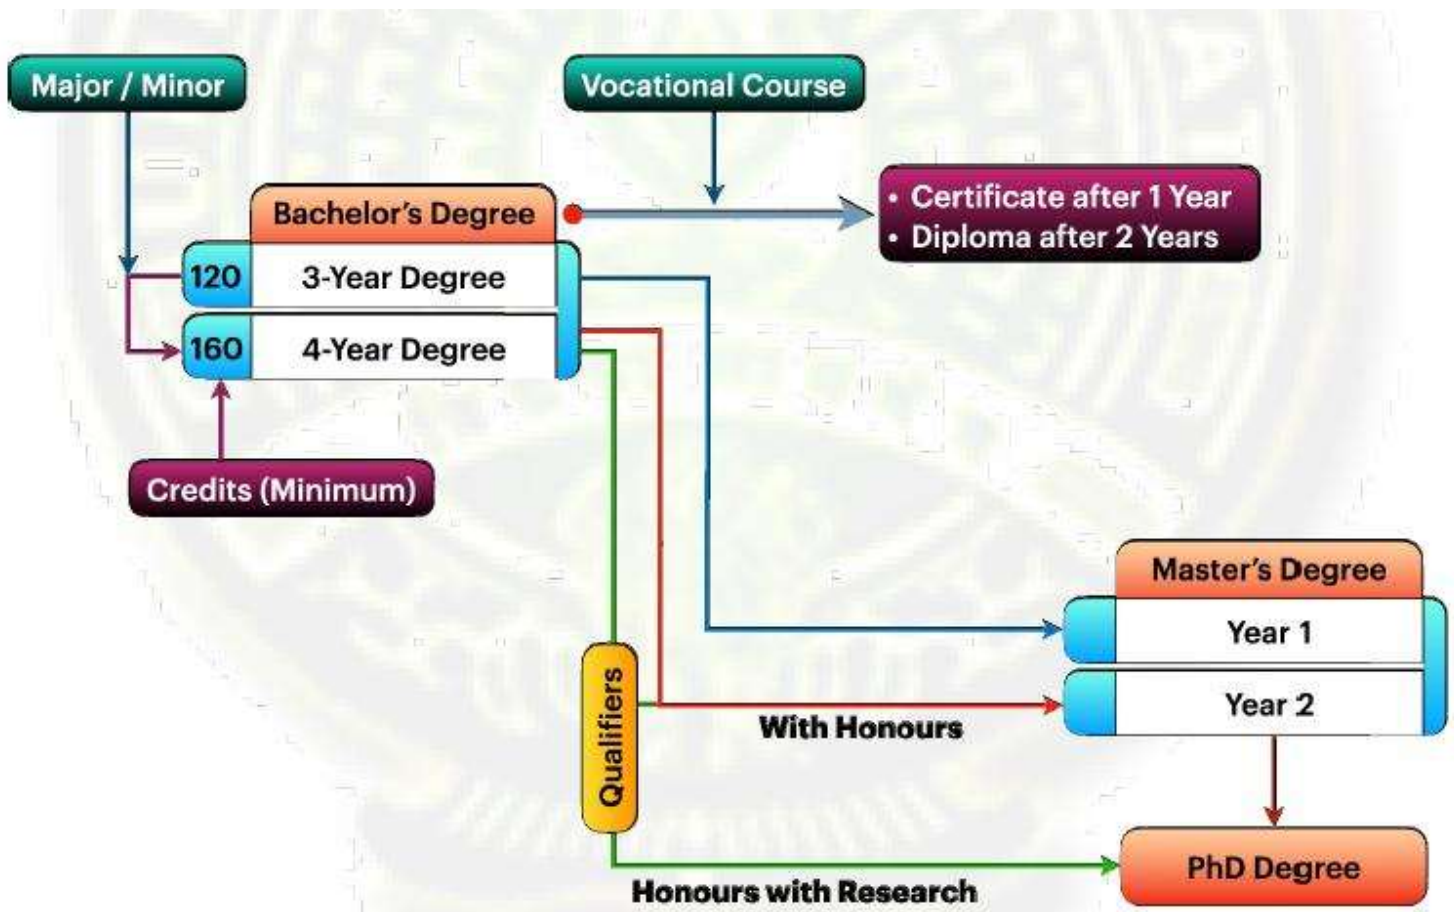 Major / Minor
Vocational Course
Bachelor's Degree
• Certificate after 1 Year
• Diploma after 2 Years
120
3-Year Degree
160
4-Year Degree
Credits (Minimum)
Master's Degree
Year 1
Year 2
Qualifiers
With Honours
PhD Degree
Honours with Research